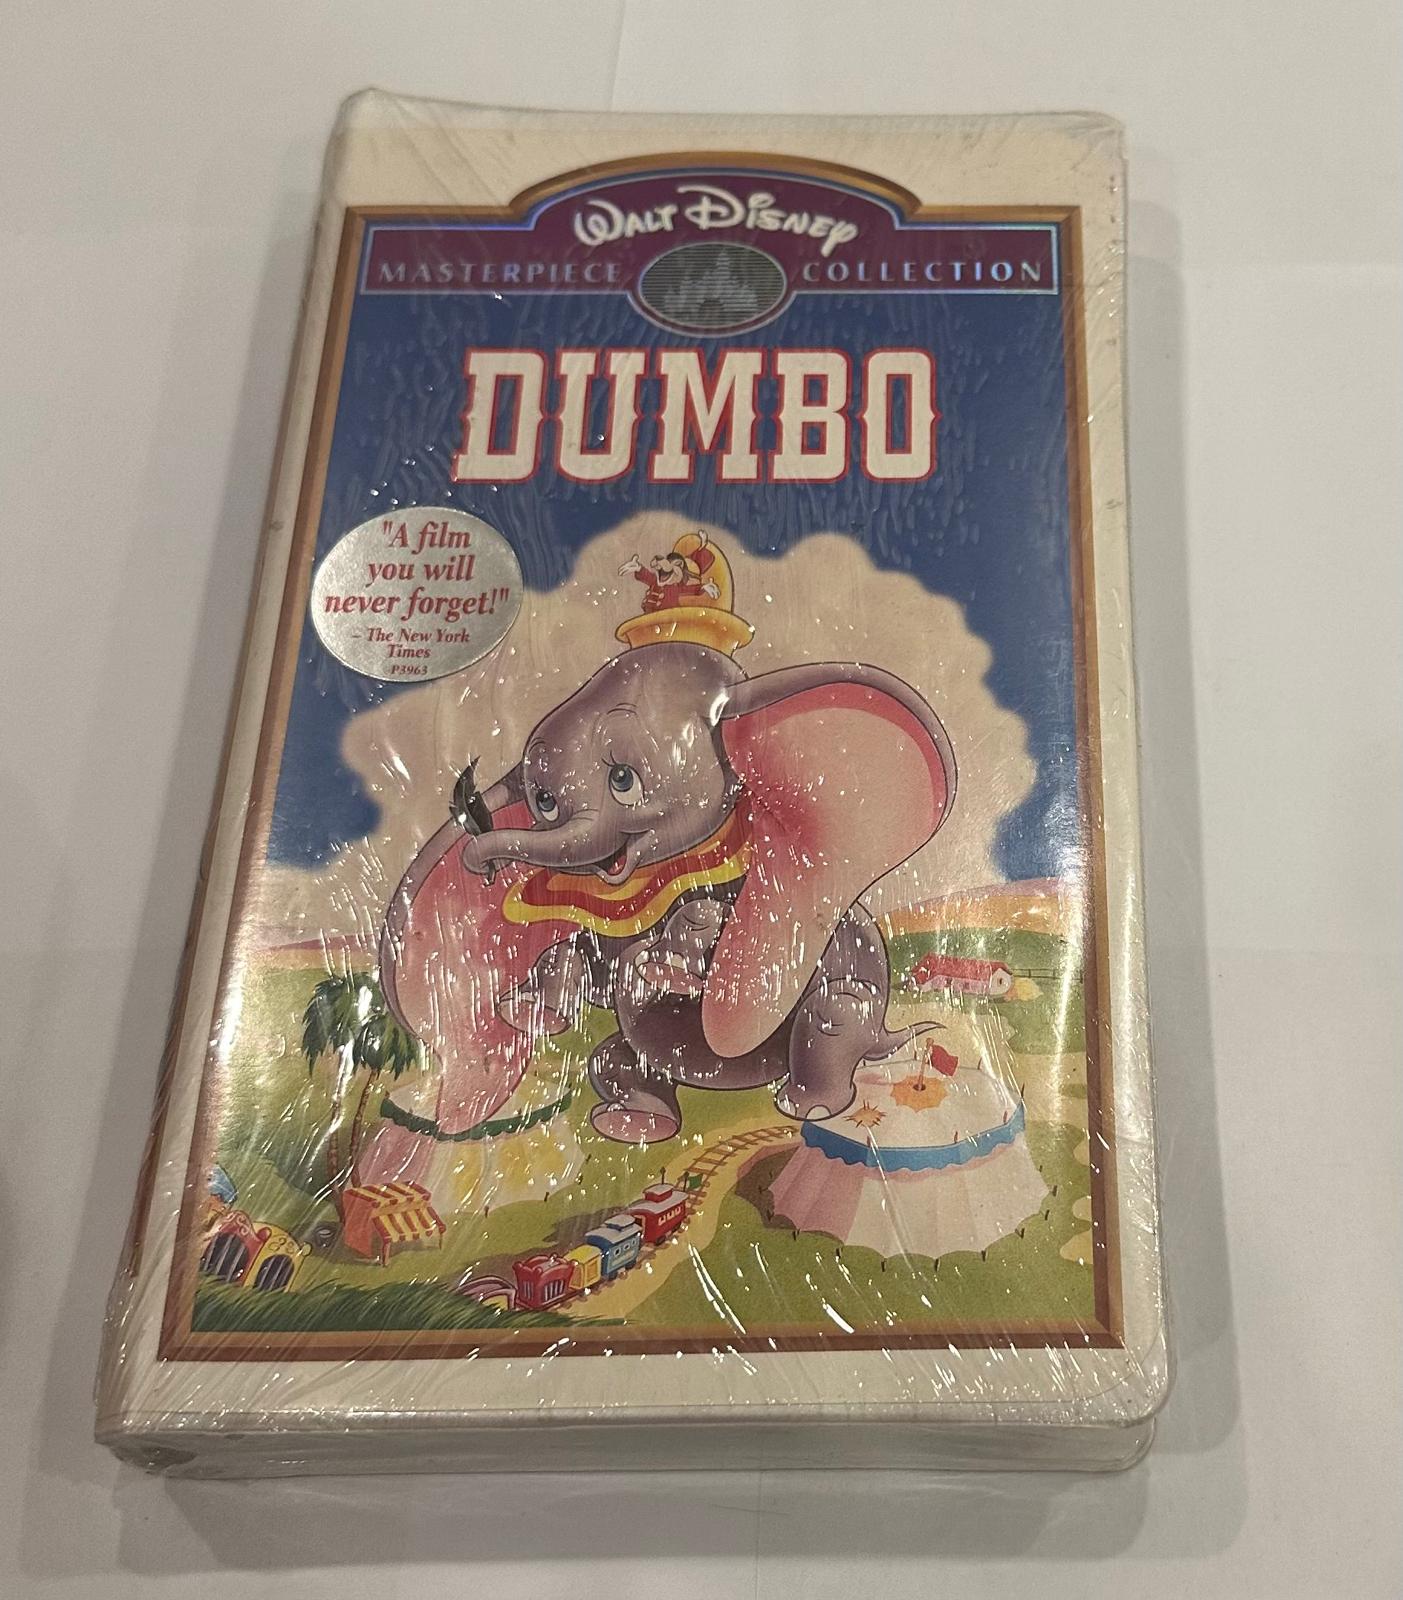 WALT DISNEY
MASTERPIECE COLLECTION
DUMBO
"A film
you will
never forget!"
– The New York
Times
P3963